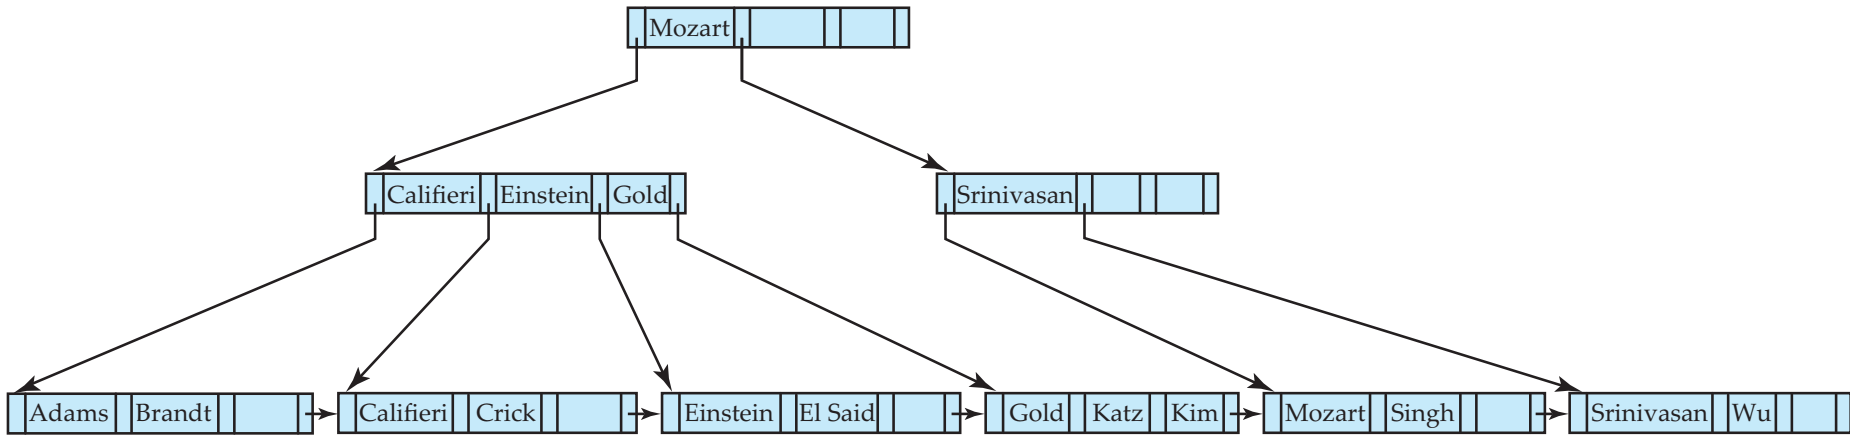 Mozart
Califieri Einstein Gold Srinivasan
Adams Brandt Califieri Crick Einstein El Said Gold Katz Kim Mozart Singh Srinivasan Wu